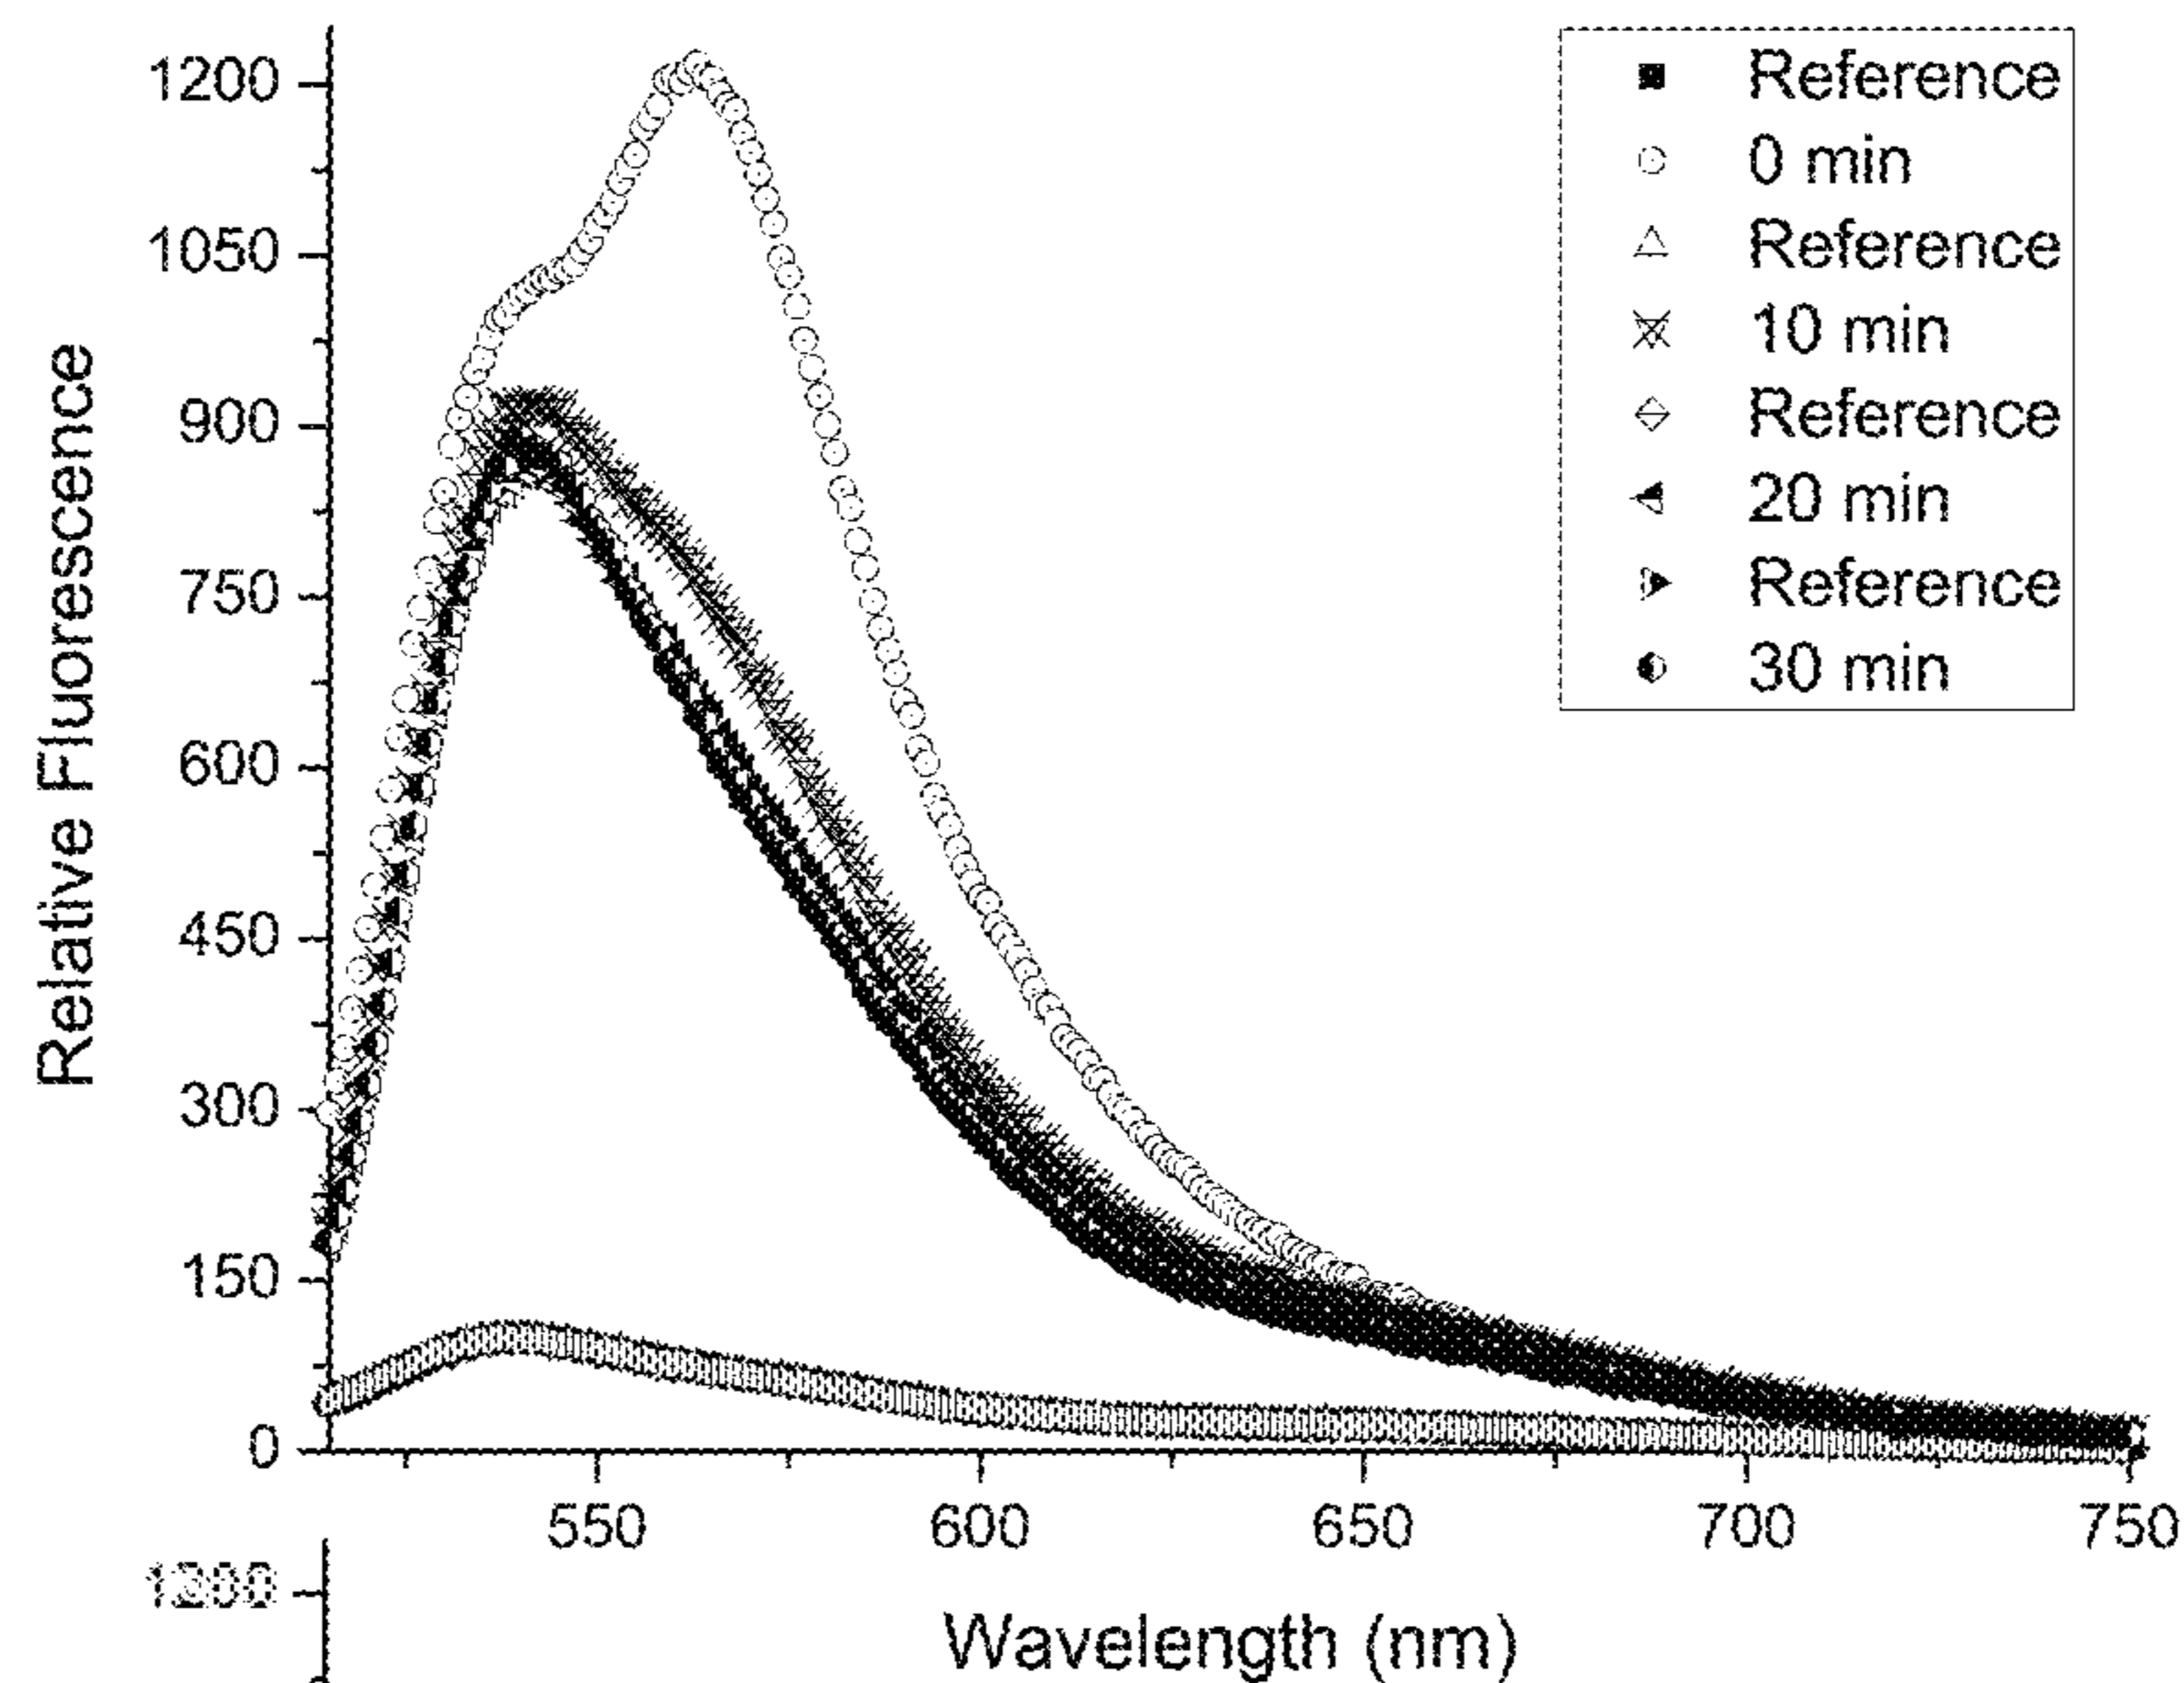 Relative Fluorescence
1200
1050
900
750
600
450
300
150
0
550 600 650 700 750
Wavelength (nm)
Reference
0 min
Reference
10 min
Reference
20 min
Reference
30 min